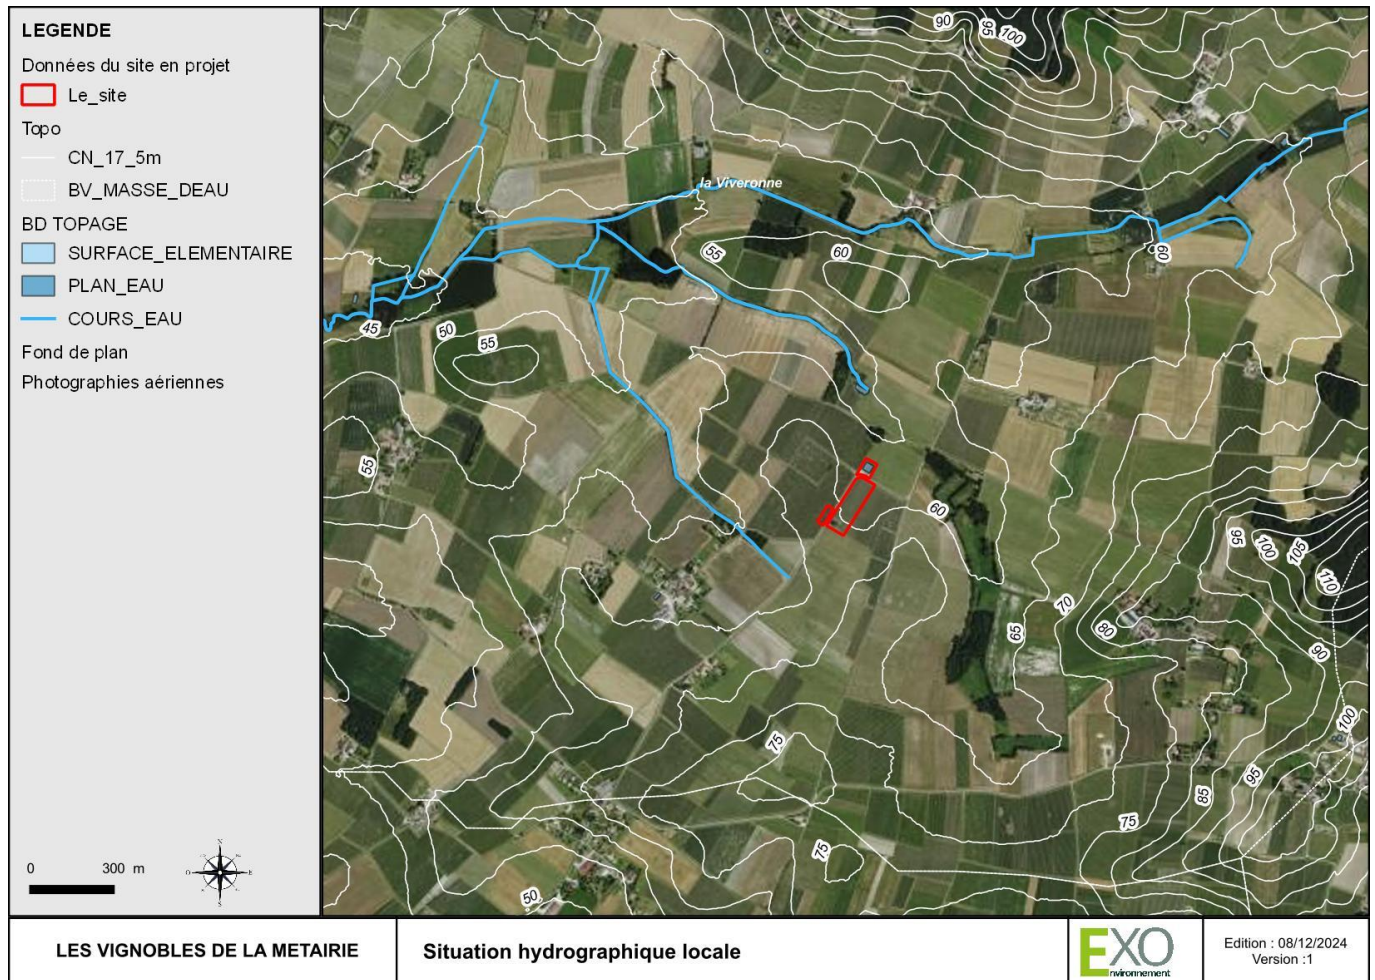 LEGENDE
Données du site en projet
Le_site
Topo
CN_17_5m
BV_MASSE_DEAU
BD TOPAGE
SURFACE_ELEMENTAIRE
PLAN_EAU
COURS_EAU
Fond de plan
Photographies aériennes
0 300 m
90
95
100
la Viveronne
55
60
60
45
50
55
55
60
95
100
105
110
70
65
80
90
75
100
95
85
75
75
50
LES VIGNOBLES DE LA METAIRIE
Situation hydrographique locale
EXO
nvironnement
Edition : 08/12/2024
Version :1